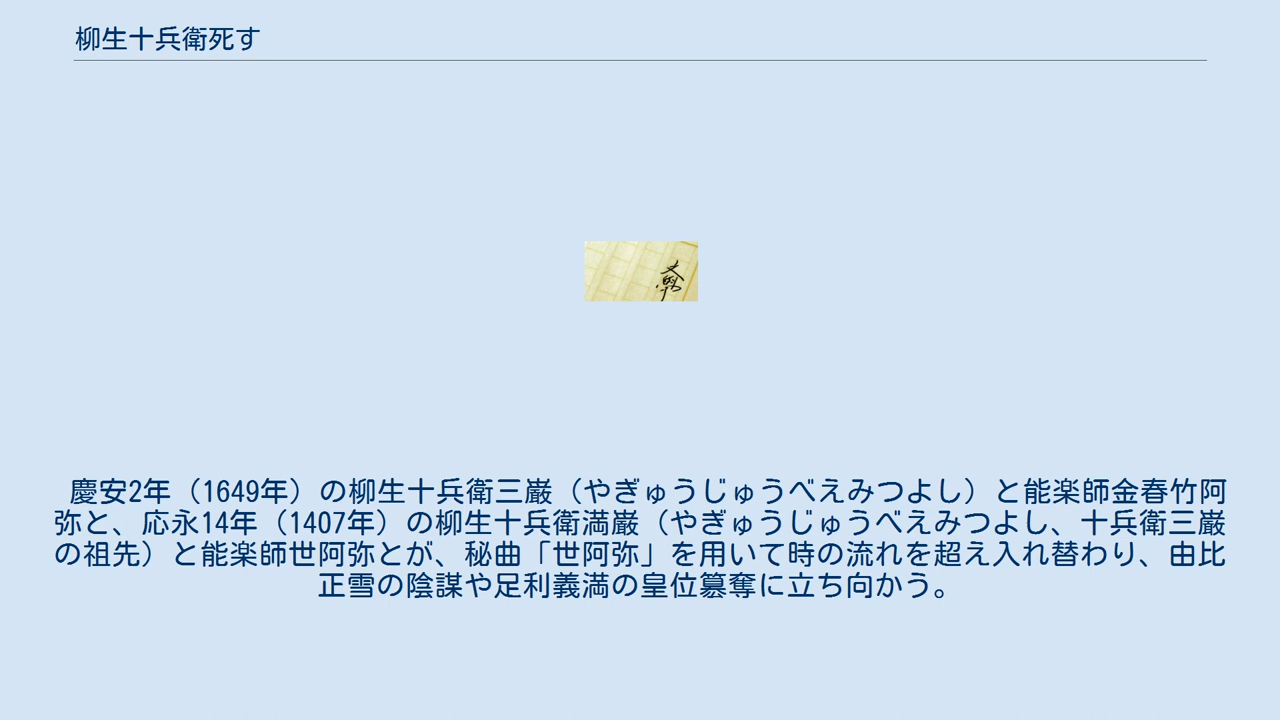 柳生十兵衛死す
慶安2年（1649年）の柳生十兵衛三厳（やぎゅうじゅうべえみつよし）と能楽師金春竹阿
弥と、応永14年（1407年）の柳生十兵衛満厳（やぎゅうじゅうべえみつよし、十兵衛三厳
の祖先）と能楽師世阿弥とが、秘曲「世阿弥」を用いて時の流れを超え入れ替わり、由比
正雪の陰謀や足利義満の皇位簒奪に立ち向かう。